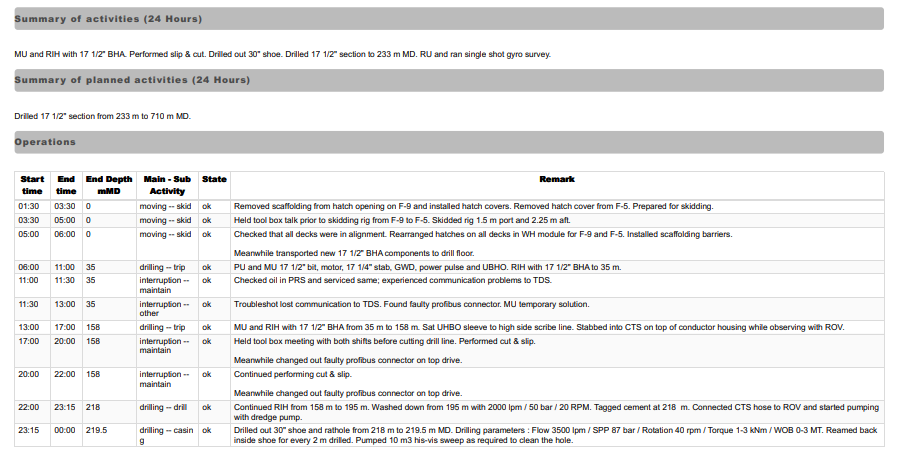 Summary of activities (24 Hours)
MU and RIH with 17 1/2" BHA. Performed slip & cut. Drilled out 30" shoe. Drilled 17 1/2" section to 233 m MD. RU and ran single shot gyro survey.
Summary of planned activities (24 Hours)
Drilled 17 1/2" section from 233 m to 710 m MD.
Operations
Start time End time End Depth mMD Main - Sub Activity State Remark
01:30 03:30 0 moving -- skid ok Removed scaffolding from hatch opening on F-9 and installed hatch covers. Removed hatch cover from F-5. Prepared for skidding.
03:30 05:00 0 moving -- skid ok Held tool box talk prior to skidding rig from F-9 to F-5. Skidded rig 1.5 m port and 2.25 m aft.
05:00 06:00 0 moving -- skid ok Checked that all decks were in alignment. Rearranged hatches on all decks in WH module for F-9 and F-5. Installed scaffolding barriers.
Meanwhile transported new 17 1/2" BHA components to drill floor.
06:00 11:00 35 drilling -- trip ok PU and MU 17 1/2" bit, motor, 17 1/4" stab, GWD, power pulse and UBHO. RIH with 17 1/2" BHA to 35 m.
11:00 11:30 35 interruption -- maintain ok Checked oil in PRS and serviced same; experienced communication problems to TDS.
11:30 13:00 35 interruption -- other ok Troubleshot lost communication to TDS. Found faulty profibus connector. MU temporary solution.
13:00 17:00 158 drilling -- trip ok MU and RIH with 17 1/2" BHA from 35 m to 158 m. Sat UHBO sleeve to high side scribe line. Stabbed into CTS on top of conductor housing while observing with ROV.
17:00 20:00 158 interruption -- maintain ok Held tool box meeting with both shifts before cutting drill line. Performed cut & slip.
Meanwhile changed out faulty profibus connector on top drive.
20:00 22:00 158 interruption -- maintain ok Continued performing cut & slip.
Meanwhile changed out faulty profibus connector on top drive.
22:00 23:15 218 drilling -- drill ok Continued RIH from 158 m to 195 m. Washed down from 195 m with 2000 lpm / 50 bar / 20 RPM. Tagged cement at 218 m. Connected CTS hose to ROV and started pumping
with dredge pump.
23:15 00:00 219.5 drilling -- casin g ok Drilled out 30" shoe and rathole from 218 m to 219.5 m MD. Drilling parameters : Flow 3500 lpm / SPP 87 bar / Rotation 40 rpm / Torque 1-3 kNm / WOB 0-3 MT. Reamed back
inside shoe for every 2 m drilled. Pumped 10 m3 his-vis sweep as required to clean the hole.